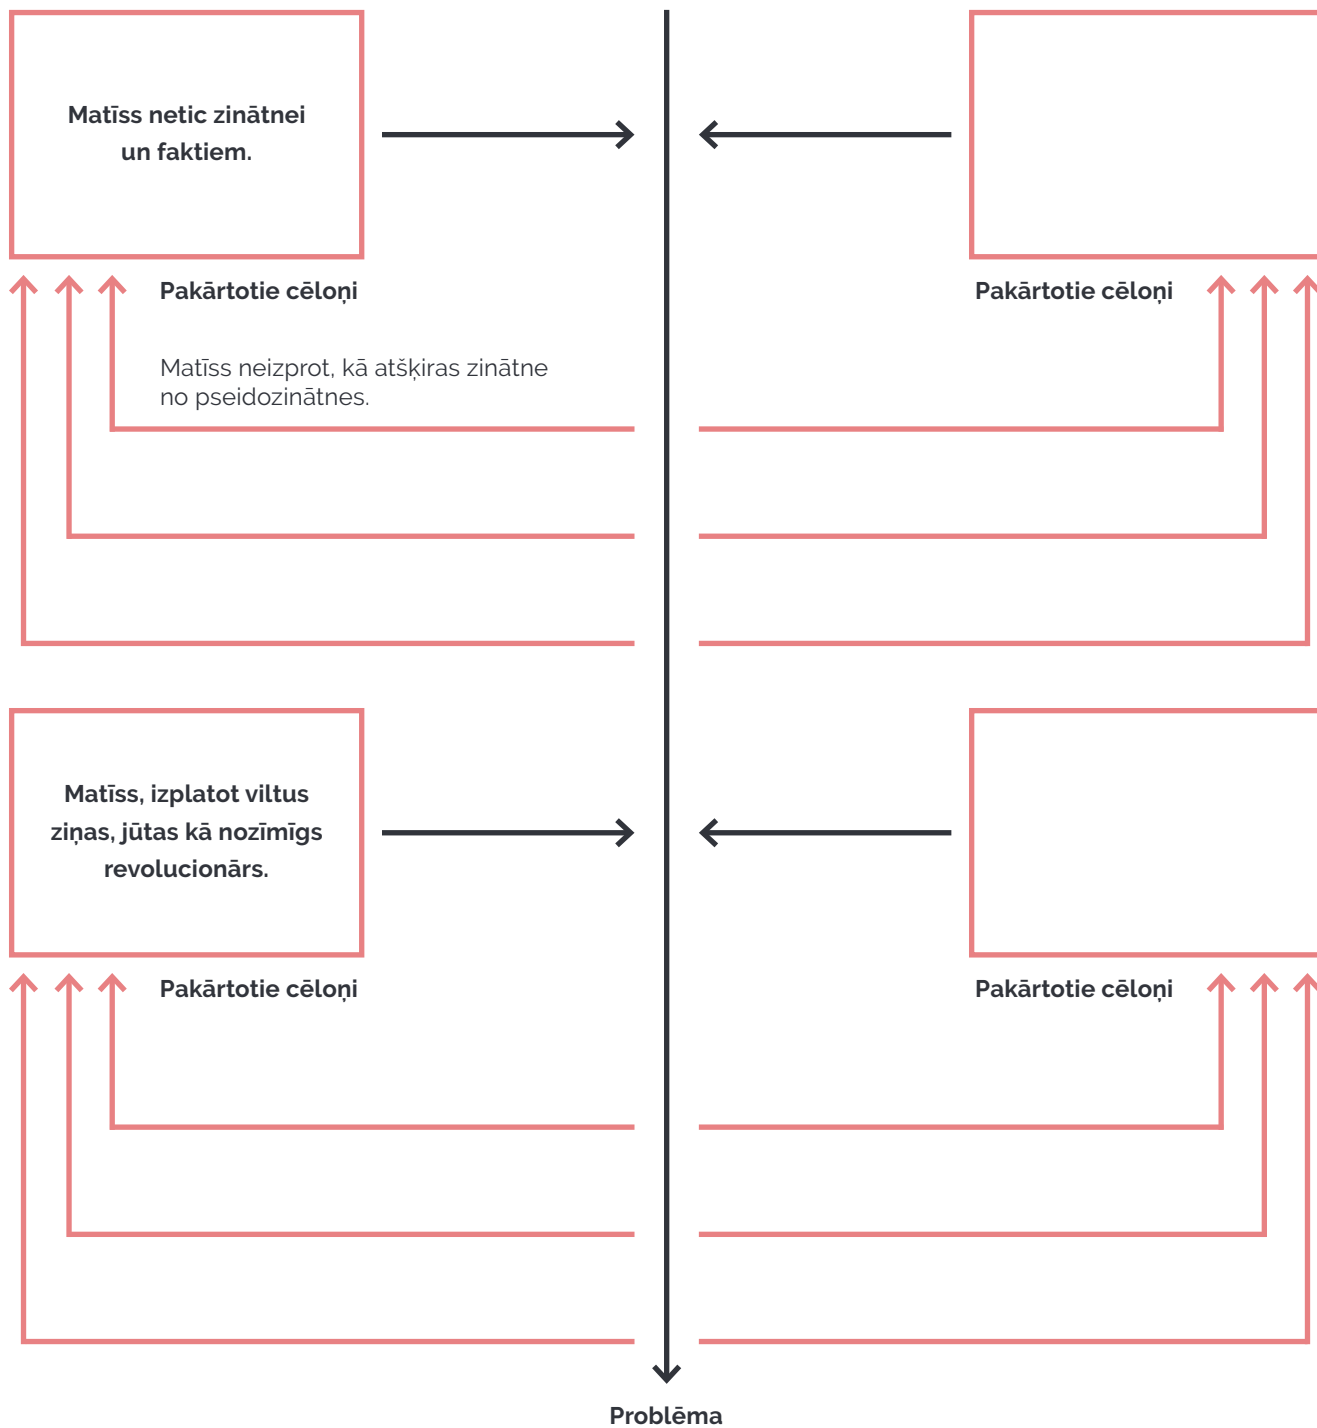 Matīss netic zinātnei
un faktiem.
Pakārtotie cēloņi
Pakārtotie cēloņi
Matīss neizprot, kā atšķiras zinātne
no pseidozinātnes.
Matīss, izplatot viltus
ziņas, jūtas kā nozīmīgs
revolucionārs.
Pakārtotie cēloņi
Pakārtotie cēloņi
Problēma